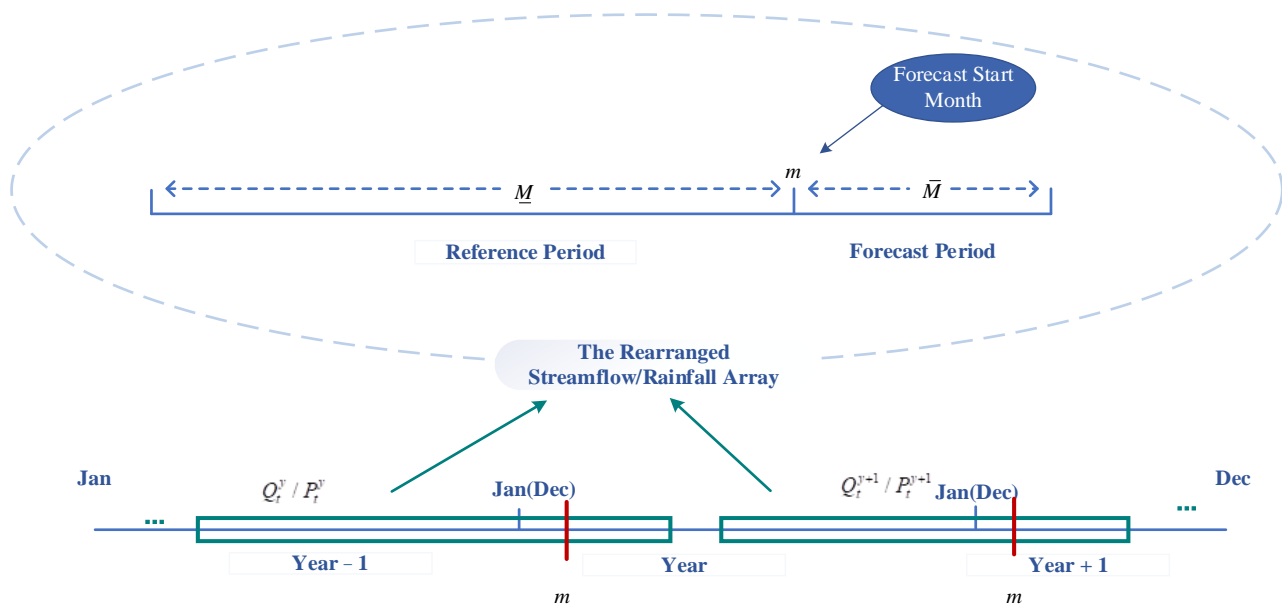 Forecast Start
Month
m
M̲
M̅
Reference Period
Forecast Period
The Rearranged
Streamflow/Rainfall Array
Jan
Dec
Q_t^y / P_t^y
Jan(Dec)
Q_t^{y+1} / P_t^{y+1}
Jan(Dec)
...
...
Year - 1
Year
Year + 1
m
m